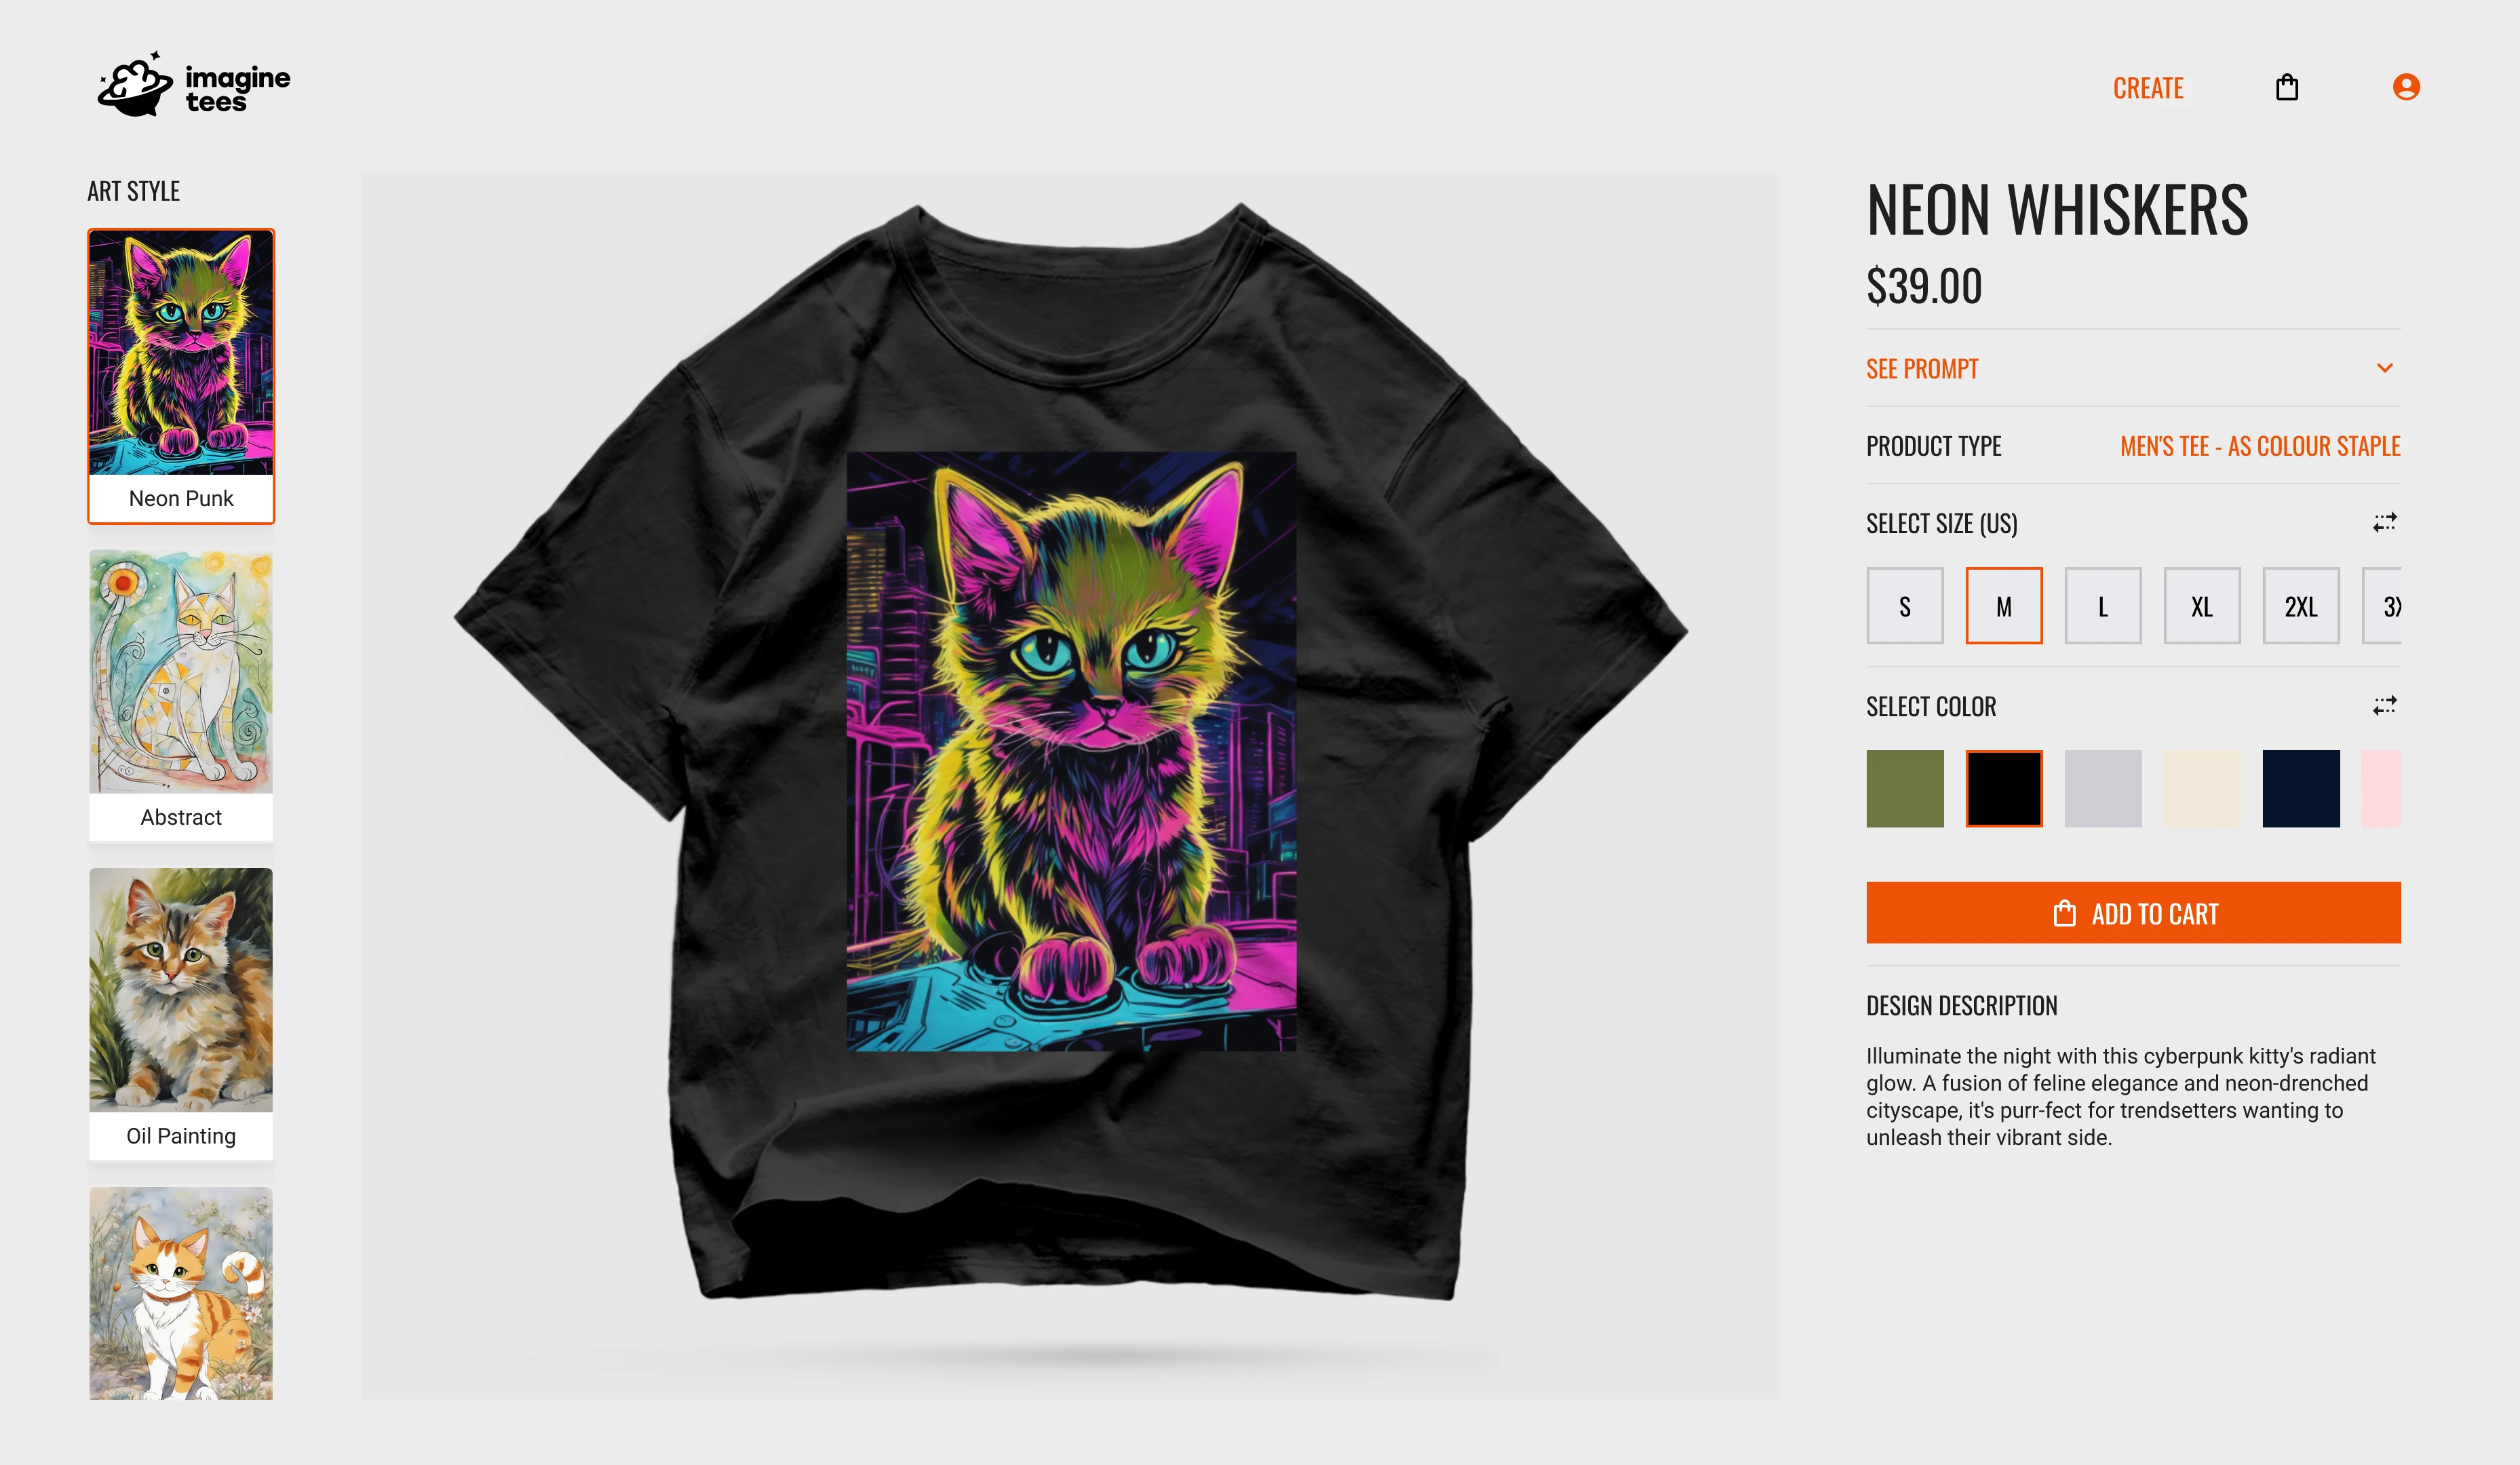 imagine
tees
CREATE
ART STYLE
Neon Punk
Abstract
Oil Painting
NEON WHISKERS
$39.00
SEE PROMPT
PRODUCT TYPE
MEN'S TEE - AS COLOUR STAPLE
SELECT SIZE (US)
S
M
L
XL
2XL
3X
SELECT COLOR
ADD TO CART
DESIGN DESCRIPTION
Illuminate the night with this cyberpunk kitty's radiant
glow. A fusion of feline elegance and neon-drenched
cityscape, it's purr-fect for trendsetters wanting to
unleash their vibrant side.